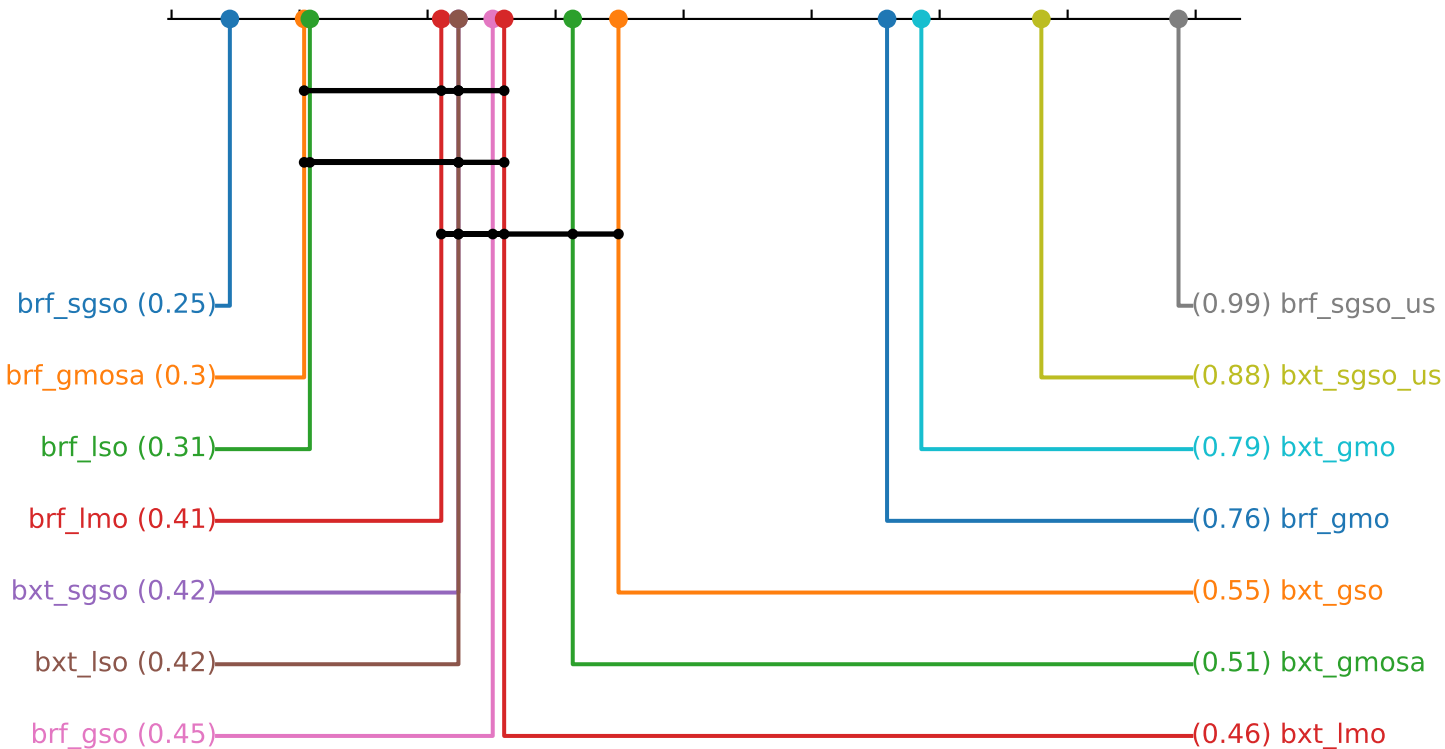 brf_sgso (0.25)
(0.99) brf_sgso_us
brf_gmosa (0.3)
(0.88) bxt_sgso_us
brf_lso (0.31)
(0.79) bxt_gmo
brf_lmo (0.41)
(0.76) brf_gmo
bxt_sgso (0.42)
(0.55) bxt_gso
bxt_lso (0.42)
(0.51) bxt_gmosa
brf_gso (0.45)
(0.46) bxt_lmo